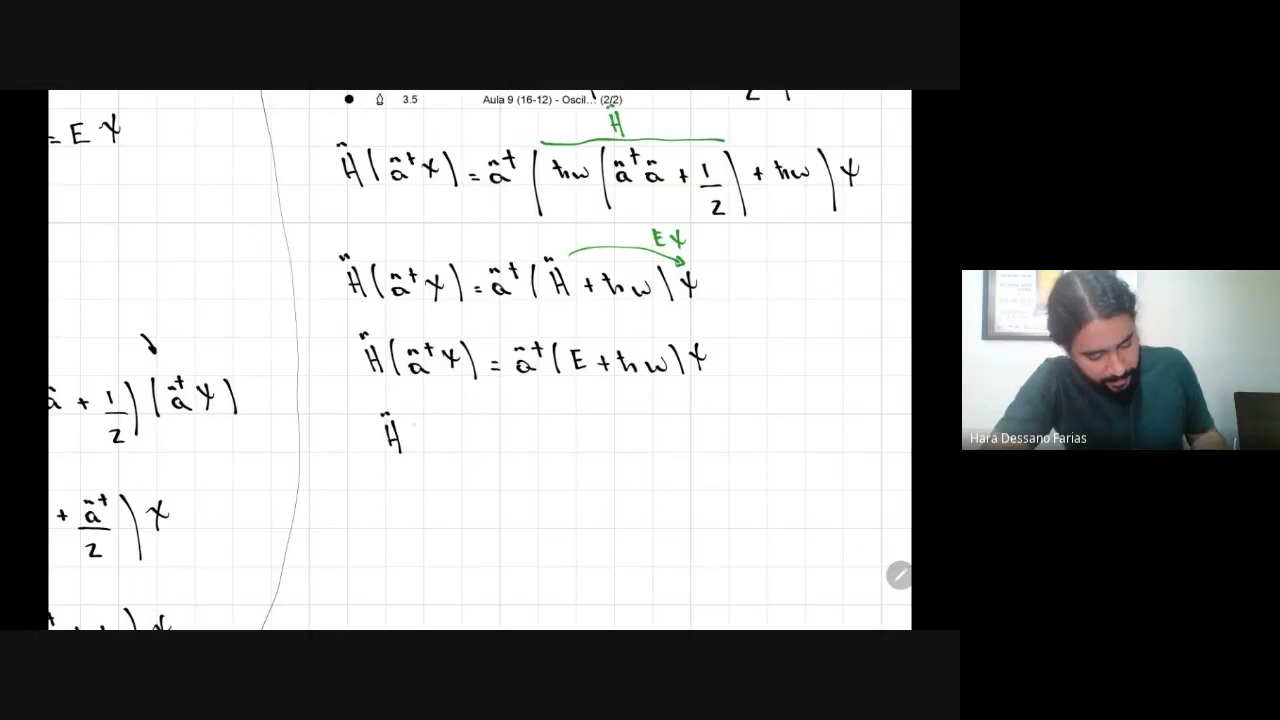 3.5 Aula 9 (16-12) - Oscil... (2/2)
= E ψ
Ĥ
Ĥ(â†ψ) = â†(ħω(â†â + 1/2) + ħω)ψ
Eψ
Ĥ(â†ψ) = â†(Ĥ + ħω)ψ
Ĥ(â†ψ) = â†(E + ħω)ψ
â + 1/2)(â†ψ)
Ĥ
+ â†/2)ψ
Hara Dessano Farias